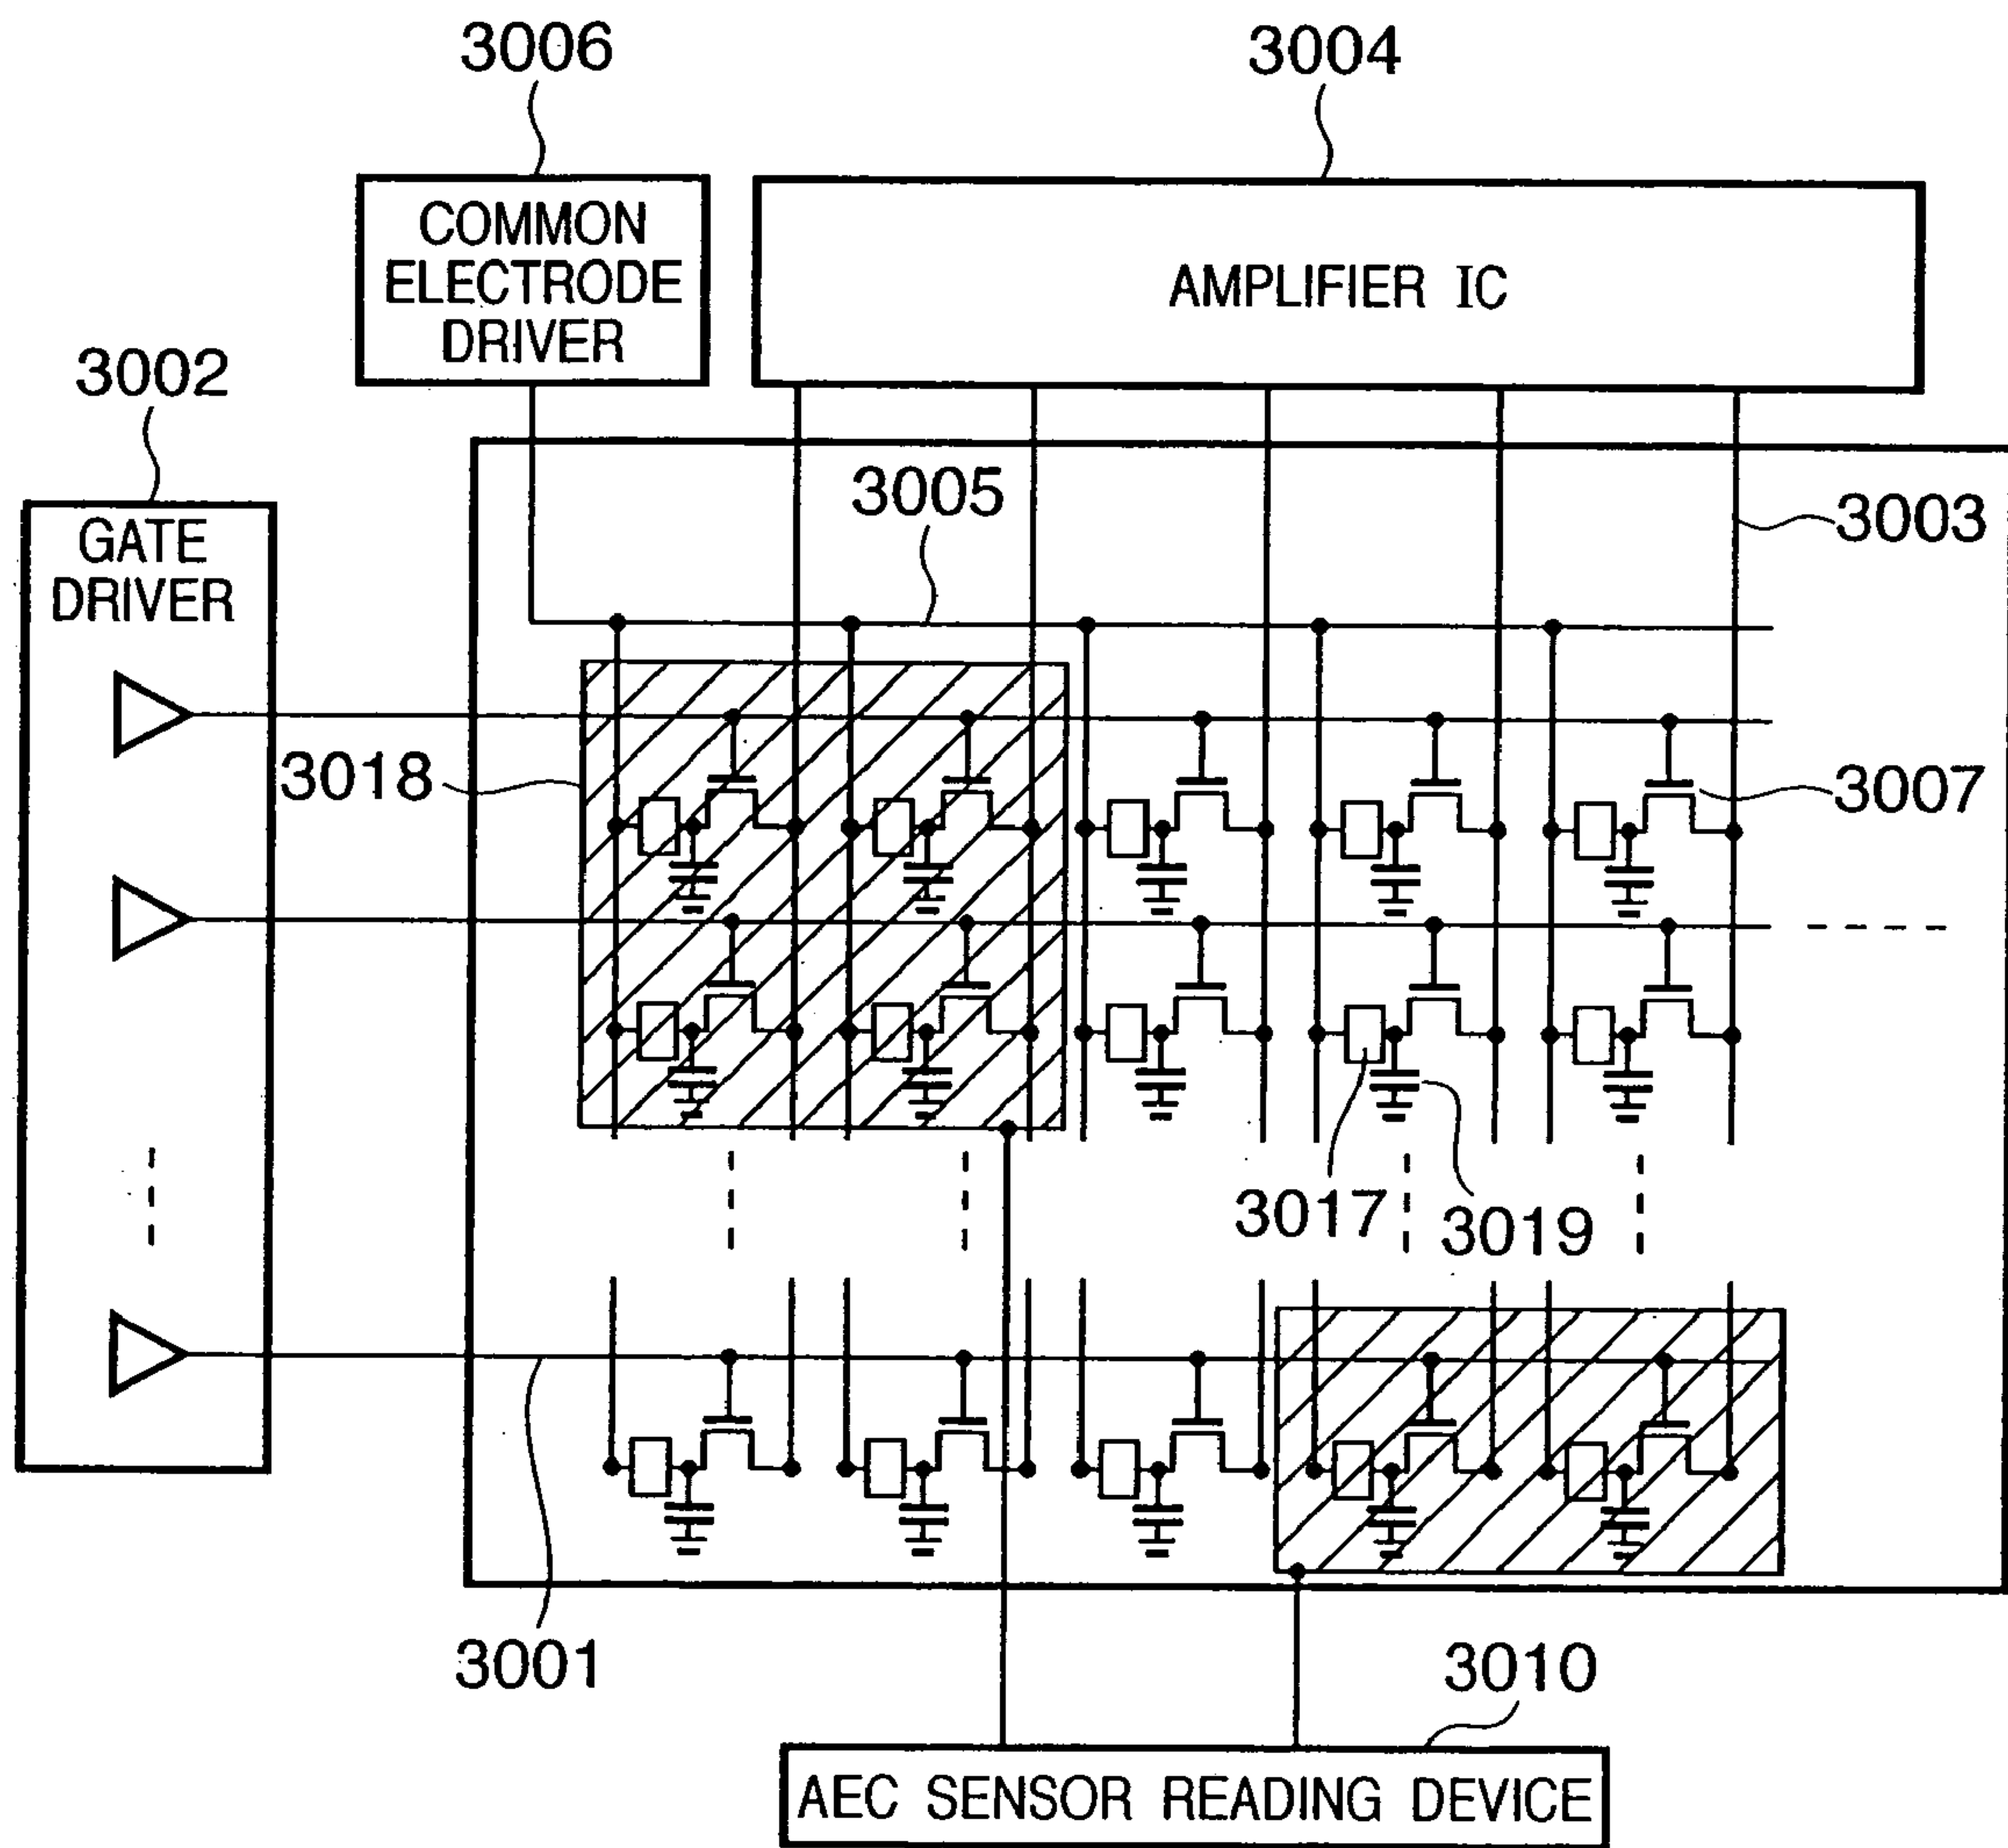 3006
3004
COMMON
ELECTRODE
DRIVER
AMPLIFIER IC
3002
GATE
DRIVER
3005
3003
3018
3007
3017
3019
3001
3010
AEC SENSOR READING DEVICE